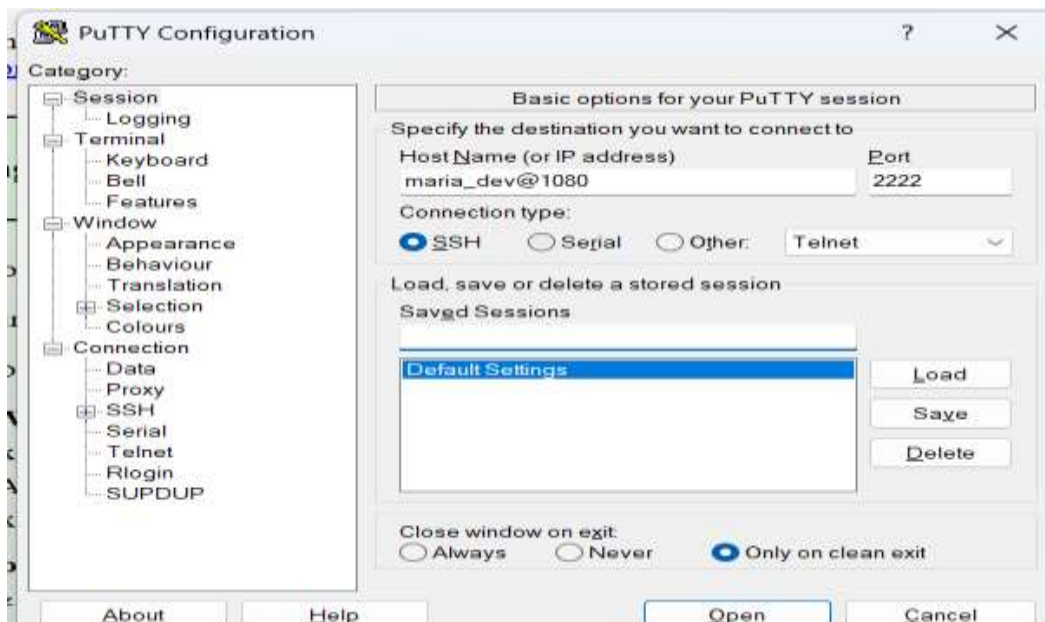 PuTTY Configuration
?
Category:
Session
Logging
Terminal
Keyboard
Bell
Features
Window
Appearance
Behaviour
Translation
Selection
Colours
Connection
Data
Proxy
SSH
Serial
Telnet
Rlogin
SUPDUP
Basic options for your PuTTY session
Specify the destination you want to connect to
Host Name (or IP address) Port
maria_dev@1080 2222
Connection type:
SSH Serial Other: Telnet
Load, save or delete a stored session
Saved Sessions
Default Settings
Load
Save
Delete
Close window on exit:
Always Never Only on clean exit
About Help Open Cancel